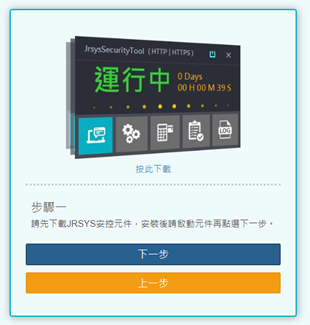 JrsysSecurityTool (HTTP | HTTPS)
運行中
0 Days
00 H 00 M 39 S
LOG
按此下載
步驟一
請先下載JRSYS安控元件，安裝後請啟動元件再點選下一步。
下一步
上一步